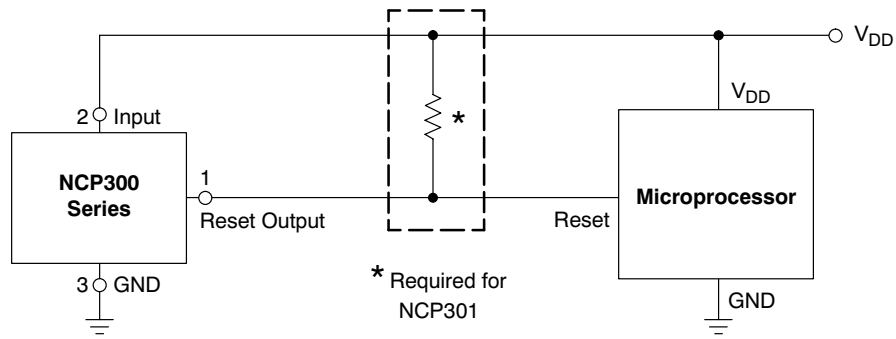 V_DD
V_DD
2 Input
*
NCP300
Series
1
Reset Output
Reset
Microprocessor
3 GND
* Required for
NCP301
GND